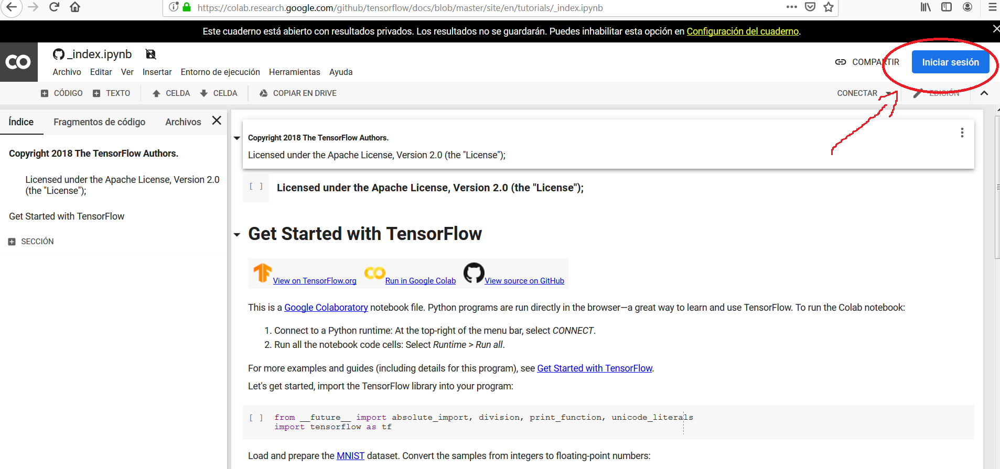 https://colab.research.google.com/github/tensorflow/docs/blob/master/site/en/tutorials/_index.ipynb
Este cuaderno está abierto con resultados privados. Los resultados no se guardarán. Puedes inhabilitar esta opción en Configuración del cuaderno.
CO
_index.ipynb
Archivo Editar Ver Insertar Entorno de ejecución Herramientas Ayuda
COMPARTIR
Iniciar sesión
CÓDIGO TEXTO CELDA CELDA COPIAR EN DRIVE
CONECTAR EDICIÓN
Índice Fragmentos de código Archivos
Copyright 2018 The TensorFlow Authors.
Licensed under the Apache License, Version 2.0
(the "License");
Get Started with TensorFlow
SECCIÓN
Copyright 2018 The TensorFlow Authors.
Licensed under the Apache License, Version 2.0 (the "License");
[ ] Licensed under the Apache License, Version 2.0 (the "License");
Get Started with TensorFlow
View on TensorFlow.org Run in Google Colab View source on GitHub
This is a Google Colaboratory notebook file. Python programs are run directly in the browser—a great way to learn and use TensorFlow. To run the Colab notebook:
1. Connect to a Python runtime: At the top-right of the menu bar, select CONNECT.
2. Run all the notebook code cells: Select Runtime > Run all.
For more examples and guides (including details for this program), see Get Started with TensorFlow.
Let's get started, import the TensorFlow library into your program:
[ ] from __future__ import absolute_import, division, print_function, unicode_literals
import tensorflow as tf
Load and prepare the MNIST dataset. Convert the samples from integers to floating-point numbers: